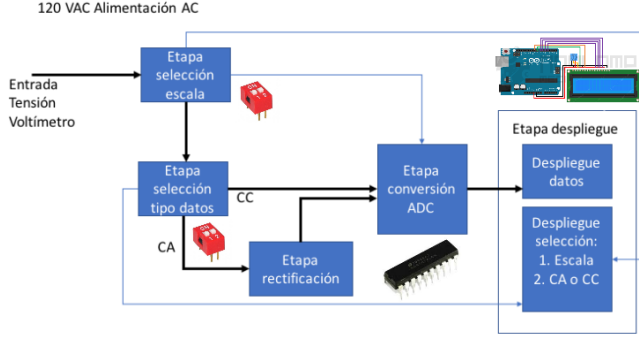 120 VAC Alimentación AC
Entrada
Tensión
Voltímetro
Etapa
selección
escala
Etapa
selección
tipo datos
CC
CA
Etapa
rectificación
Etapa
conversión
ADC
Etapa despliegue
Despliegue
datos
Despliegue
selección:
1. Escala
2. CA o CC